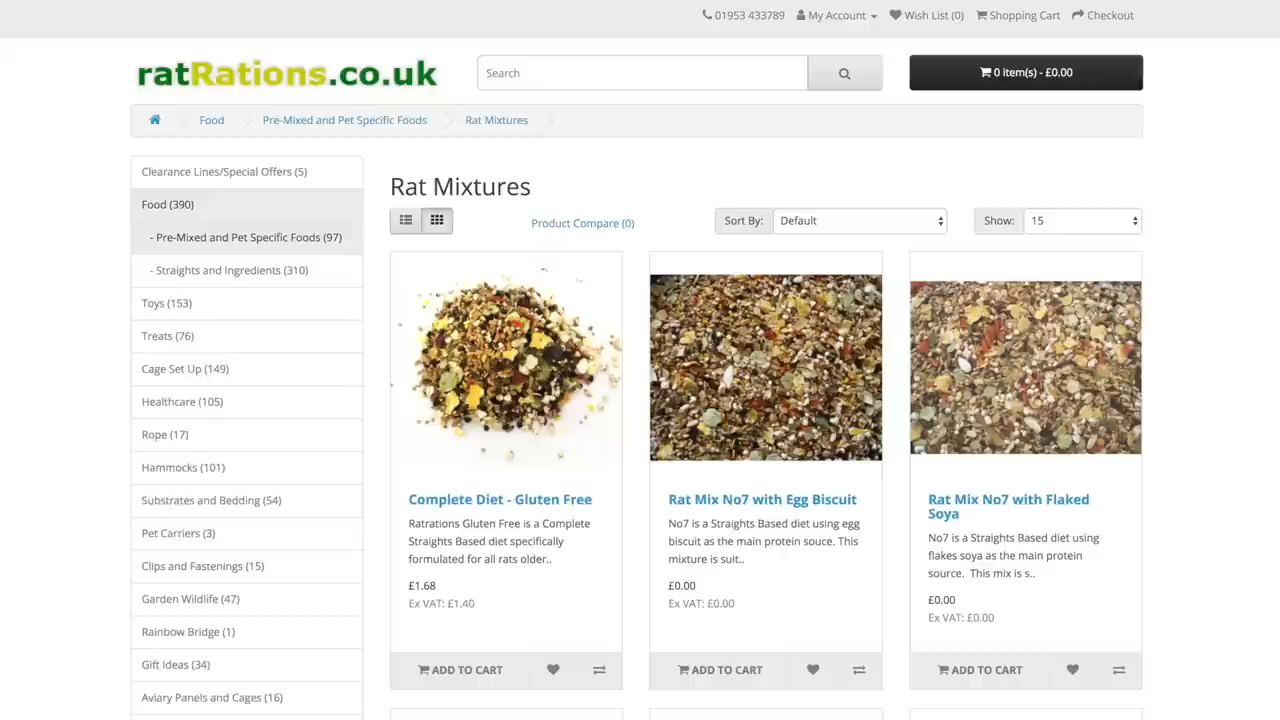 01953 433789 My Account Wish List (0) Shopping Cart Checkout
ratRations.co.uk
Search
0 item(s) - £0.00
Food Pre-Mixed and Pet Specific Foods Rat Mixtures
Clearance Lines/Special Offers (5)
Food (390)
- Pre-Mixed and Pet Specific Foods (97)
- Straights and Ingredients (310)
Toys (153)
Treats (76)
Cage Set Up (149)
Healthcare (105)
Rope (17)
Hammocks (101)
Substrates and Bedding (54)
Pet Carriers (3)
Clips and Fastenings (15)
Garden Wildlife (47)
Rainbow Bridge (1)
Gift Ideas (34)
Aviary Panels and Cages (16)
Rat Mixtures
Product Compare (0)
Sort By: Default
Show: 15
Complete Diet - Gluten Free
Ratrations Gluten Free is a Complete
Straights Based diet specifically
formulated for all rats older..
£1.68
Ex VAT: £1.40
ADD TO CART
Rat Mix No7 with Egg Biscuit
No7 is a Straights Based diet using egg
biscuit as the main protein souce. This
mixture is suit..
£0.00
Ex VAT: £0.00
ADD TO CART
Rat Mix No7 with Flaked
Soya
No7 is a Straights Based diet using
flakes soya as the main protein
source. This mix is s..
£0.00
Ex VAT: £0.00
ADD TO CART